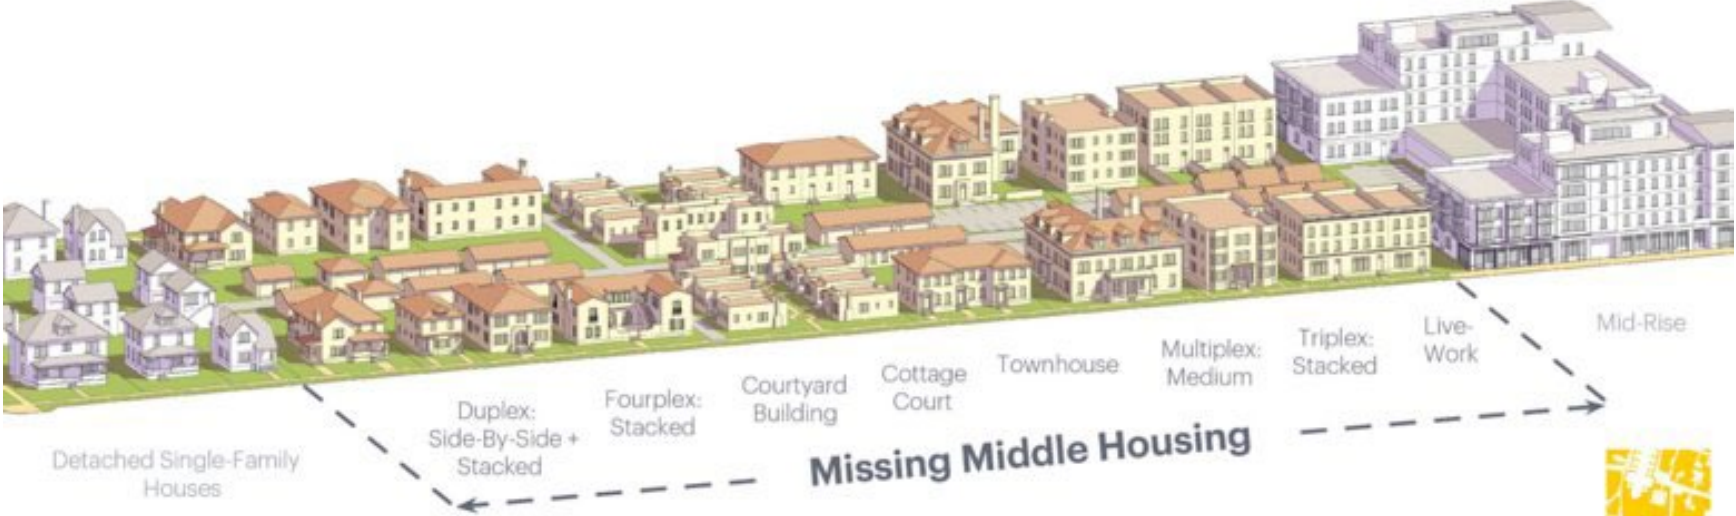 Detached Single-Family
Houses
Duplex:
Side-By-Side +
Stacked
Fourplex:
Stacked
Courtyard
Building
Cottage
Court
Townhouse
Multiplex:
Medium
Triplex:
Stacked
Live-
Work
Mid-Rise
Missing Middle Housing